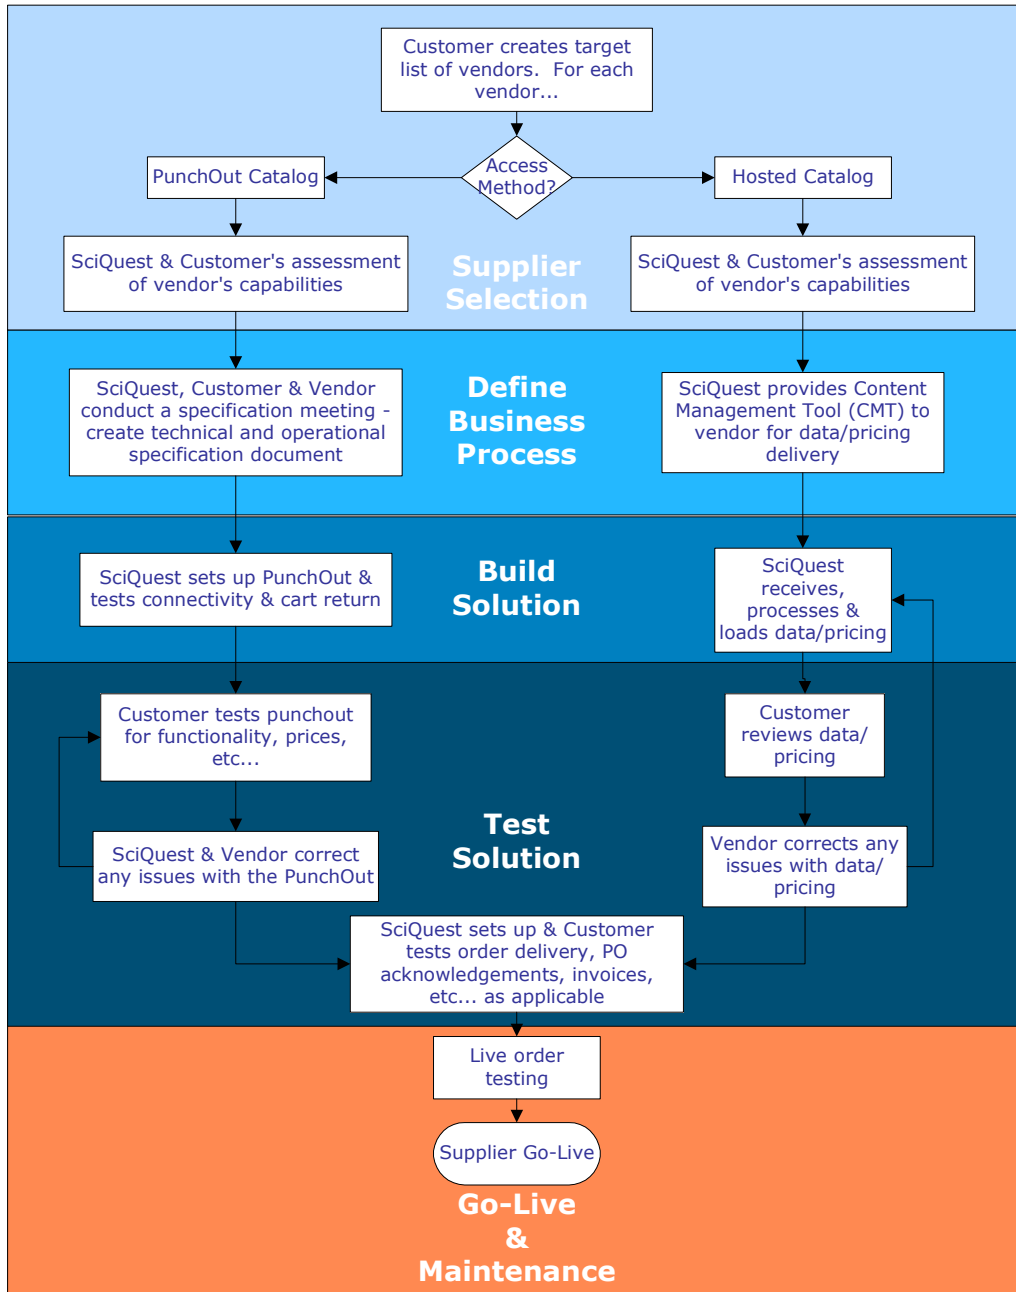 Customer creates target
list of vendors.  For each
vendor...
Access
Method?
PunchOut Catalog
Hosted Catalog
SciQuest & Customer's assessment
of vendor's capabilities
Supplier
Selection
SciQuest & Customer's assessment
of vendor's capabilities
SciQuest, Customer & Vendor
conduct a specification meeting -
create technical and operational
specification document
Define
Business
Process
SciQuest provides Content
Management Tool (CMT) to
vendor for data/pricing
delivery
SciQuest sets up PunchOut &
tests connectivity & cart return
Build
Solution
SciQuest
receives,
processes &
loads data/pricing
Customer tests punchout
for functionality, prices,
etc...
Customer
reviews data/
pricing
SciQuest & Vendor correct
any issues with the PunchOut
Test
Solution
Vendor corrects any
issues with data/
pricing
SciQuest sets up & Customer
tests order delivery, PO
acknowledgements, invoices,
etc... as applicable
Live order
testing
Supplier Go-Live
Go-Live
&
Maintenance